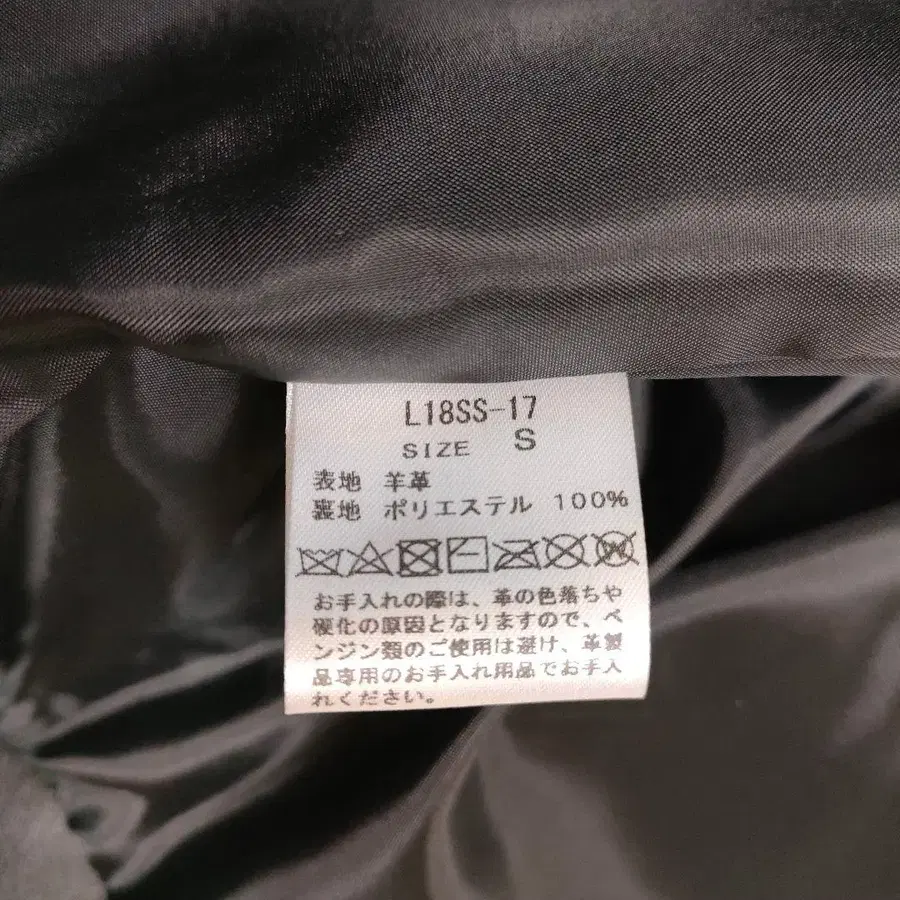 L18SS-17
SIZE S
表地 羊革
裏地 ポリエステル 100%
お手入れの際は、革の色落ちや
硬化の原因となりますので、ベ
ンジン類のご使用は避け、革製
品専用のお手入れ用品でお手入
れください。